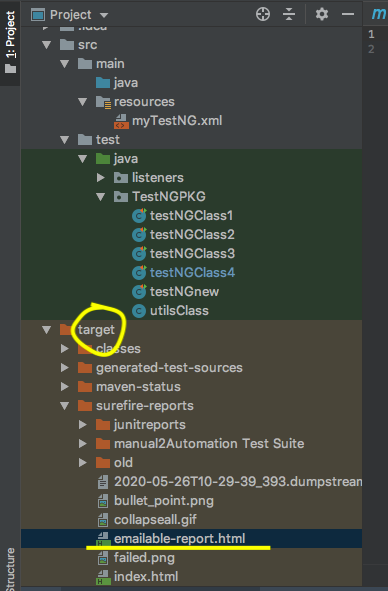 1: Project
Project
m
.idea
1
src
2
main
java
resources
myTestNG.xml
test
java
listeners
TestNGPKG
testNGClass1
testNGClass2
testNGClass3
testNGClass4
testNGnew
utilsClass
target
classes
generated-test-sources
maven-status
surefire-reports
junitreports
manual2Automation Test Suite
old
2020-05-26T10-29-39_393.dumpstream
bullet_point.png
collapseall.gif
emailable-report.html
failed.png
index.html
Structure